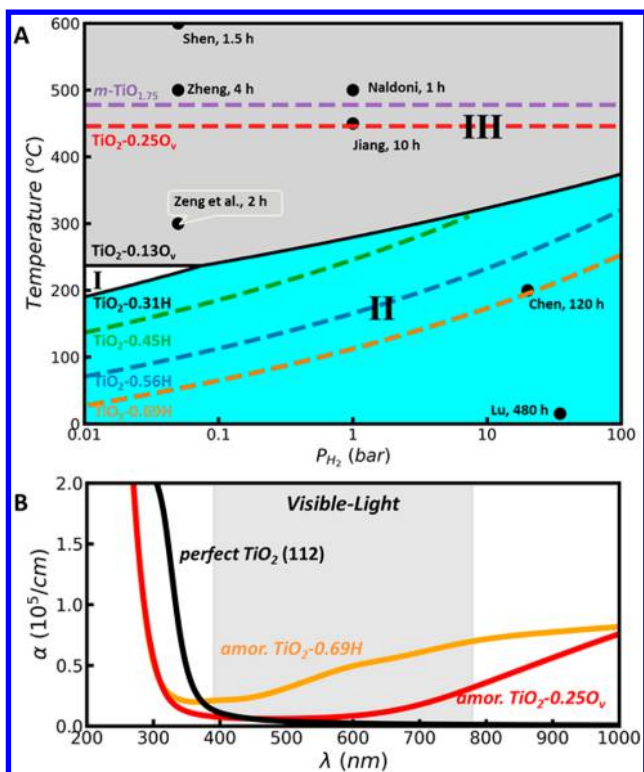 A
600
500
400
300
200
100
0
Temperature (°C)
Shen, 1.5 h
Zheng, 4 h
Naldoni, 1 h
m-TiO1.75
TiO2-0.25Ov
III
Jiang, 10 h
Zeng et al., 2 h
TiO2-0.13Ov
I
TiO2-0.31H
II
TiO2-0.45H
Chen, 120 h
TiO2-0.56H
TiO2-0.69H
Lu, 480 h
0.01 0.1 1 10 100
PH2 (bar)
B
2.0
1.5
1.0
0.5
0.0
α (10^5/cm)
Visible-Light
perfect TiO2 (112)
amor. TiO2-0.69H
amor. TiO2-0.25Ov
200 300 400 500 600 700 800 900 1000
λ (nm)